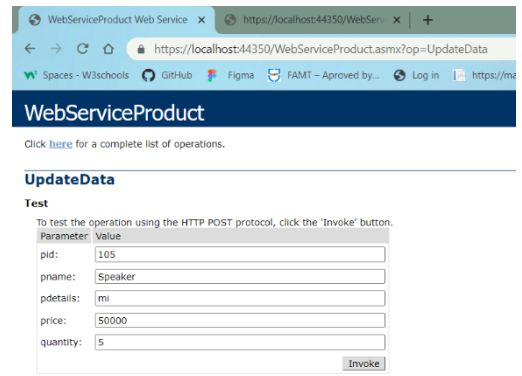 WebServiceProduct Web Service
https://localhost:44350/WebServ
https://localhost:44350/WebServiceProduct.asmx?op=UpdateData
Spaces - W3schools GitHub Figma FAMT – Aproved by... Log in https://ma
WebServiceProduct
Click here for a complete list of operations.
UpdateData
Test
To test the operation using the HTTP POST protocol, click the 'Invoke' button.
Parameter Value
pid: 105
pname: Speaker
pdetails: mi
price: 50000
quantity: 5
Invoke